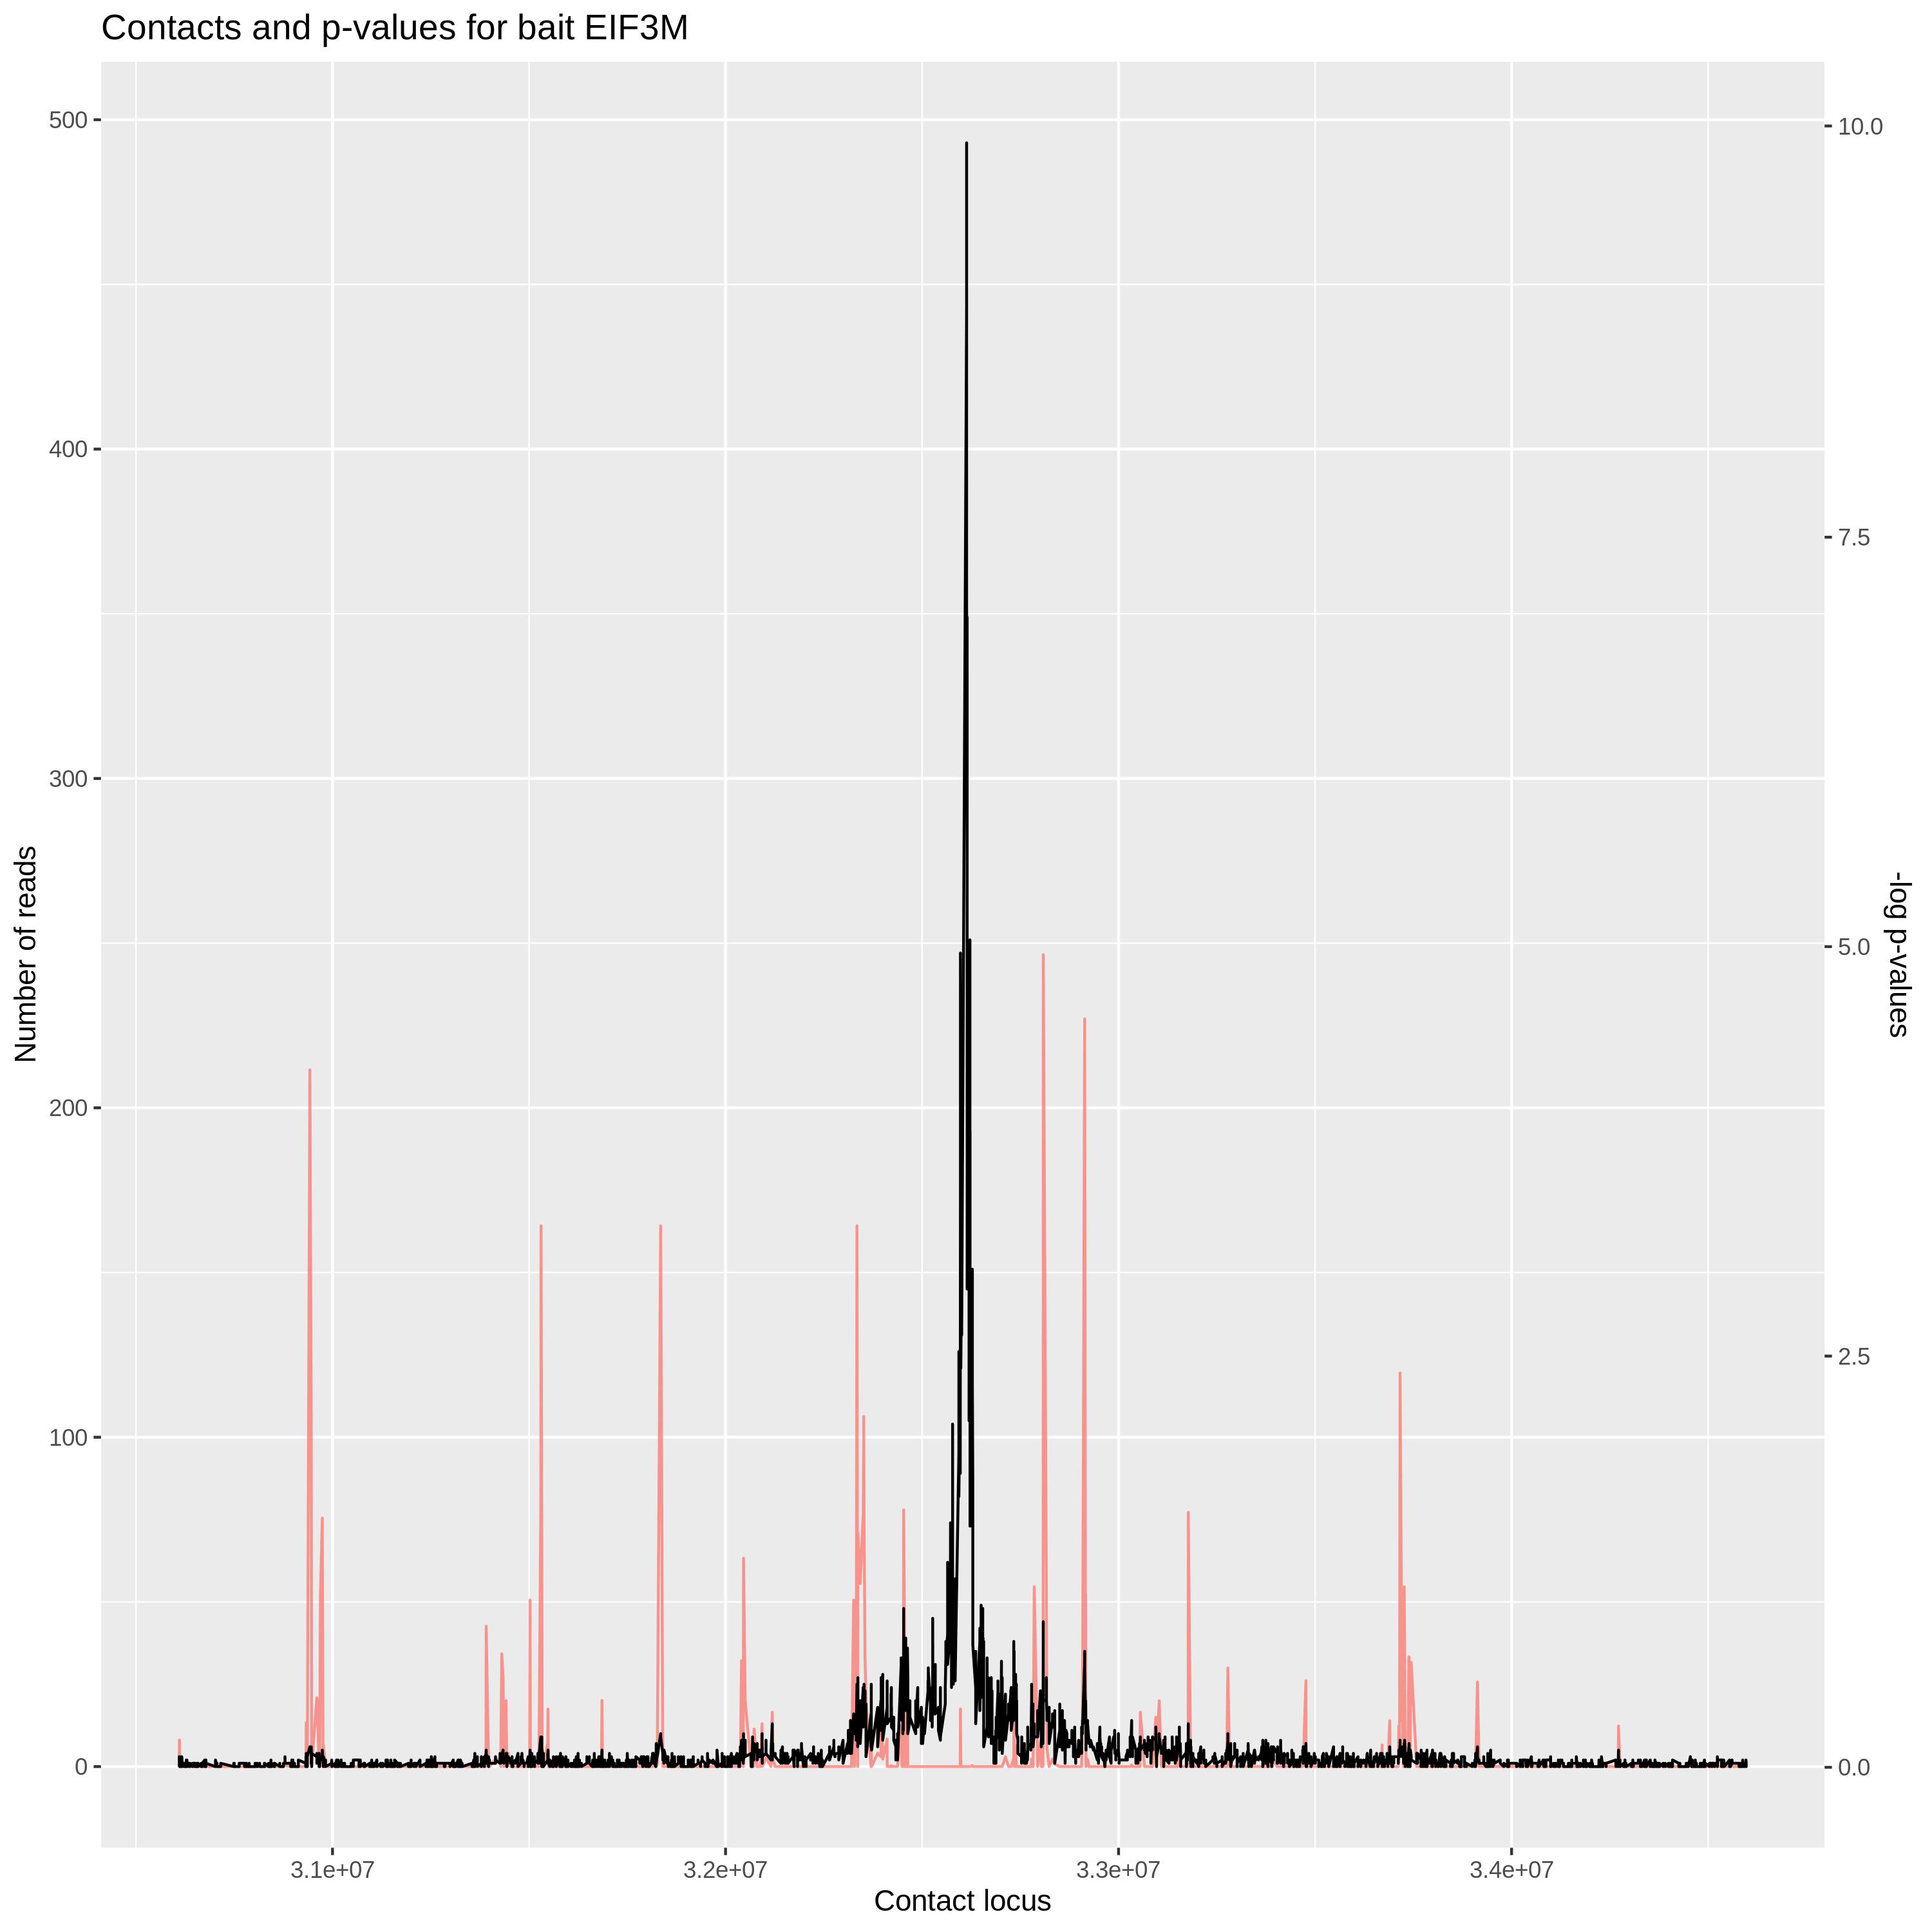 Contacts and p-values for bait EIF3M
500
400
300
200
100
0
Number of reads
10.0
7.5
5.0
2.5
0.0
-log p-values
3.1e+07 3.2e+07 3.3e+07 3.4e+07
Contact locus